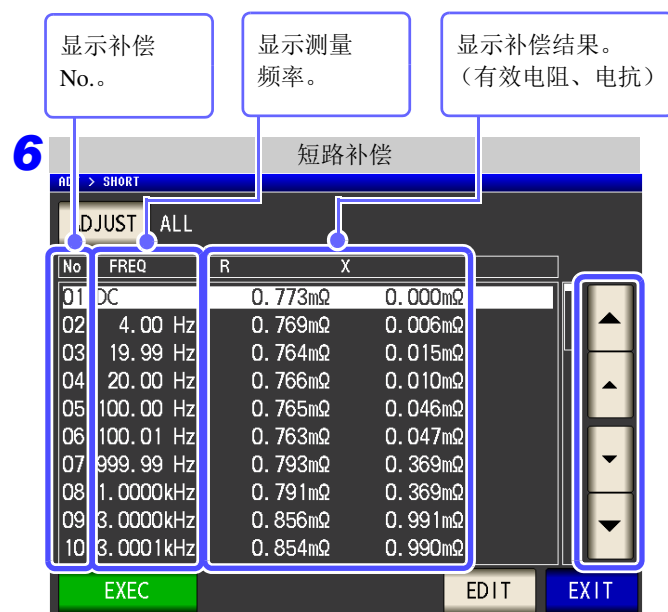 显示补偿
No.。
显示测量
频率。
显示补偿结果。
（有效电阻、电抗）
6
短路补偿
> SHORT
ADJUST ALL
No FREQ R X
01 DC 0.773mΩ 0.000mΩ
02 4.00 Hz 0.769mΩ 0.006mΩ
03 19.99 Hz 0.764mΩ 0.015mΩ
04 20.00 Hz 0.766mΩ 0.010mΩ
05 100.00 Hz 0.765mΩ 0.046mΩ
06 100.01 Hz 0.763mΩ 0.047mΩ
07 999.99 Hz 0.793mΩ 0.369mΩ
08 1.0000kHz 0.791mΩ 0.369mΩ
09 3.0000kHz 0.856mΩ 0.991mΩ
10 3.0001kHz 0.854mΩ 0.990mΩ
EXEC EDIT EXIT